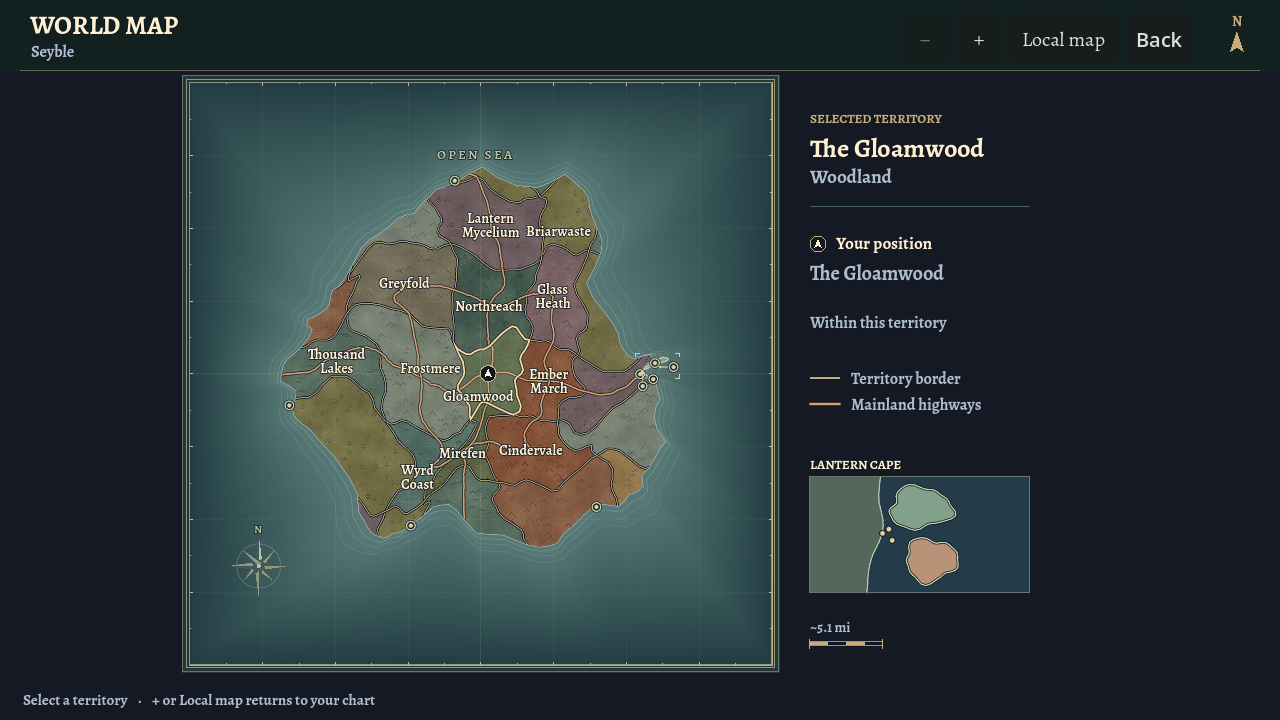 WORLD MAP
Seyble
−
+
Local map
Back
N
OPEN SEA
Lantern
Mycelium
Briarwaste
Greyfold
Glass
Heath
Northreach
Thousand
Lakes
Frostmere
Ember
March
Gloamwood
Mirefen
Cindervale
Wyrd
Coast
N
SELECTED TERRITORY
The Gloamwood
Woodland
Your position
The Gloamwood
Within this territory
Territory border
Mainland highways
LANTERN CAPE
~5.1 mi
Select a territory · + or Local map returns to your chart